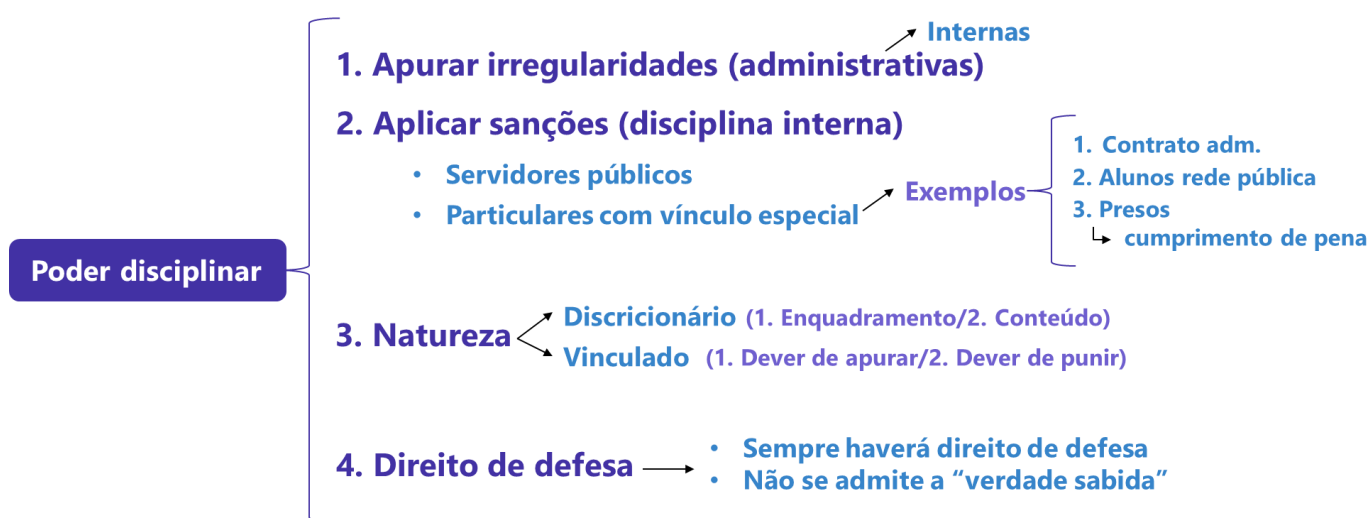 Internas
1. Apurar irregularidades (administrativas)
2. Aplicar sanções (disciplina interna)
• Servidores públicos
• Particulares com vínculo especial
Exemplos
1. Contrato adm.
2. Alunos rede pública
3. Presos
cumprimento de pena
Poder disciplinar
3. Natureza
Discricionário (1. Enquadramento/2. Conteúdo)
Vinculado (1. Dever de apurar/2. Dever de punir)
4. Direito de defesa
• Sempre haverá direito de defesa
• Não se admite a “verdade sabida”